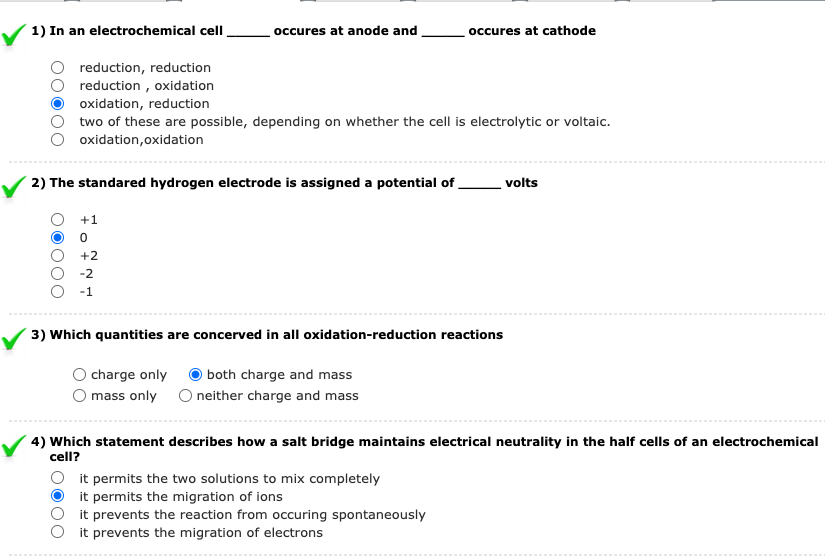 1) In an electrochemical cell ______ occures at anode and ______ occures at cathode
reduction, reduction
reduction , oxidation
oxidation, reduction
two of these are possible, depending on whether the cell is electrolytic or voltaic.
oxidation,oxidation
2) The standared hydrogen electrode is assigned a potential of ______ volts
+1
0
+2
-2
-1
3) Which quantities are concerved in all oxidation-reduction reactions
charge only both charge and mass
mass only neither charge and mass
4) Which statement describes how a salt bridge maintains electrical neutrality in the half cells of an electrochemical
cell?
it permits the two solutions to mix completely
it permits the migration of ions
it prevents the reaction from occuring spontaneously
it prevents the migration of electrons